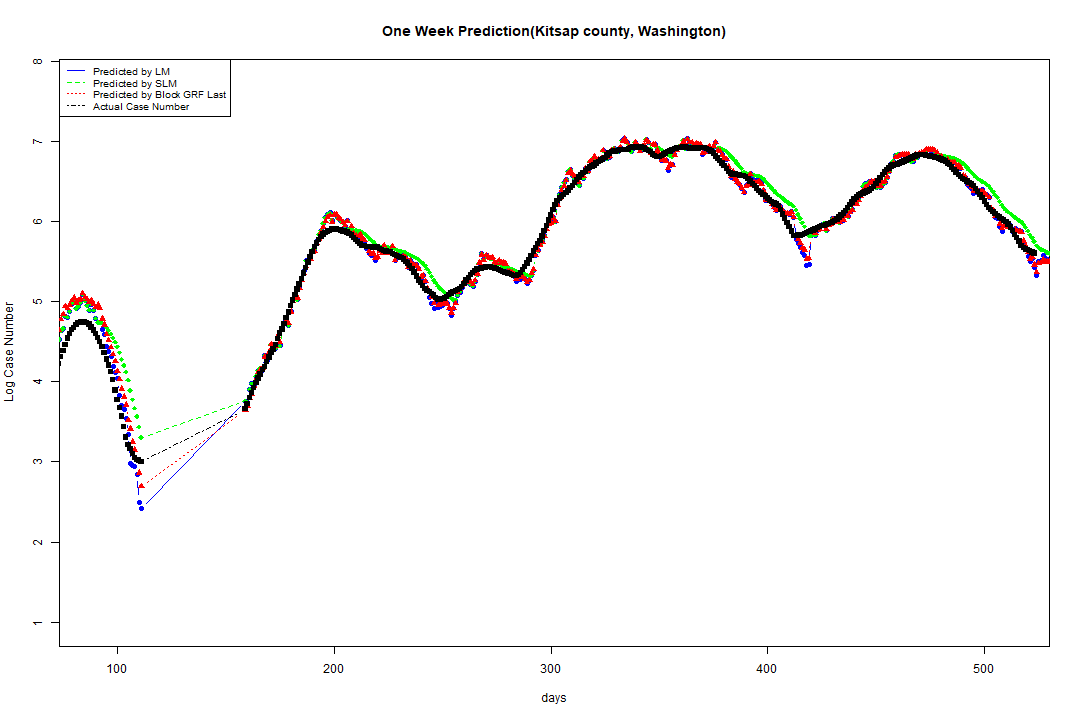 One Week Prediction(Kitsap county, Washington)
Predicted by LM
Predicted by SLM
Predicted by Block GRF Last
Actual Case Number
8
7
6
5
4
3
2
1
Log Case Number
100 200 300 400 500
days